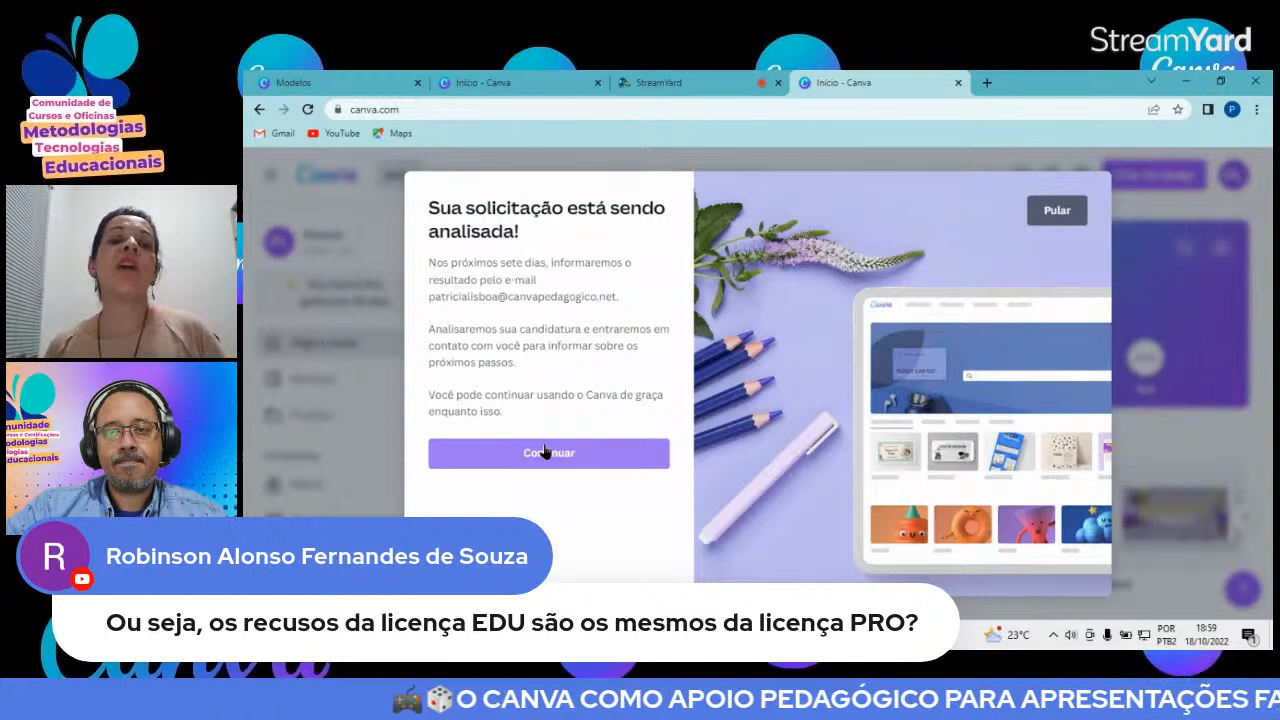 StreamYard
Comunidade de
Cursos e Oficinas
Metodologias
Tecnologias
Educacionais
Modelos
Início - Canva
StreamYard
Início - Canva
canva.com
P
Gmail
YouTube
Maps
Canva
Sua solicitação está sendo
analisada!
Pular
Nos próximos sete dias, informaremos o
resultado pelo e-mail
patricialisboa@canvapedagogico.net.
Analisaremos sua candidatura e entraremos em
contato com você para informar sobre os
próximos passos.
Você pode continuar usando o Canva de graça
enquanto isso.
Canva
R
Robinson Alonso Fernandes de Souza
Ou seja, os recusos da licença EDU são os mesmos da licença PRO?
23°C
POR
PTB2
18:59
18/10/2022
1
O CANVA COMO APOIO PEDAGÓGICO PARA APRESENTAÇÕES FA